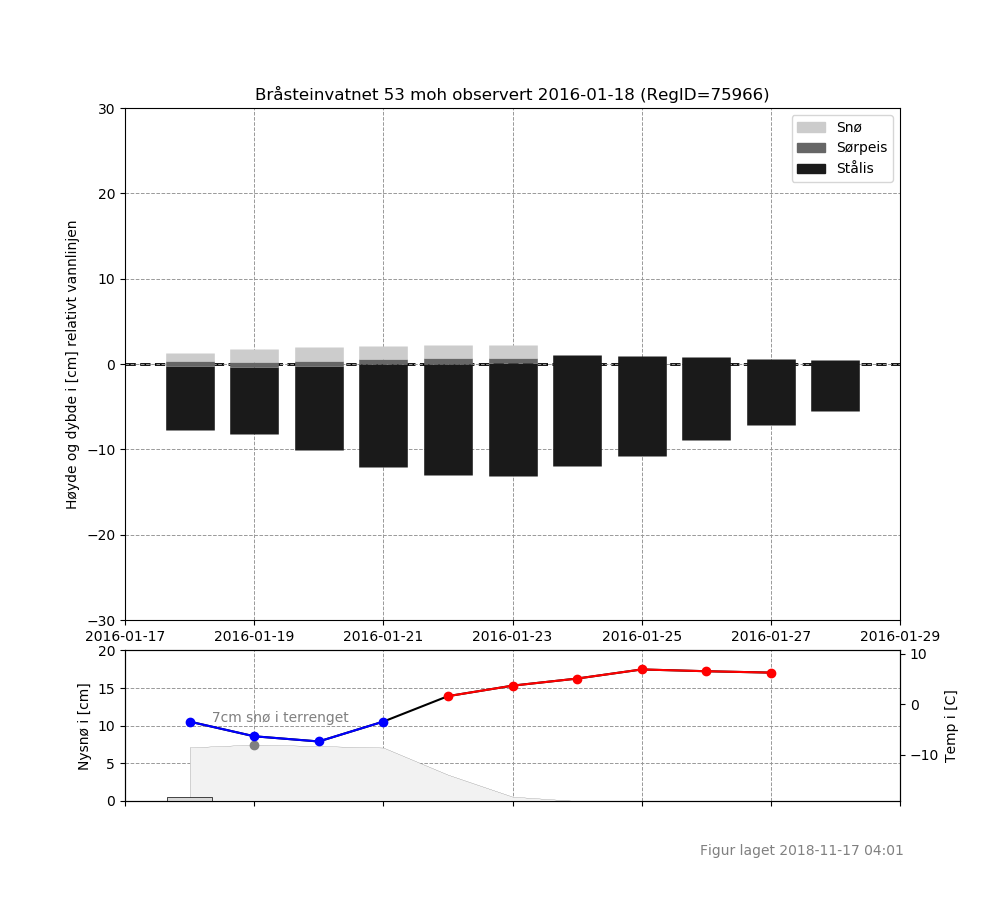 Bråsteinvatnet 53 moh observert 2016-01-18 (RegID=75966)
Høyde og dybde i [cm] relativt vannlinjen
30
20
10
0
−10
−20
−30
Snø
Sørpeis
Stålis
2016-01-17 2016-01-19 2016-01-21 2016-01-23 2016-01-25 2016-01-27 2016-01-29
Nysnø i [cm]
20
15
10
5
0
7cm snø i terrenget
10
0
−10
Temp i [C]
Figur laget 2018-11-17 04:01